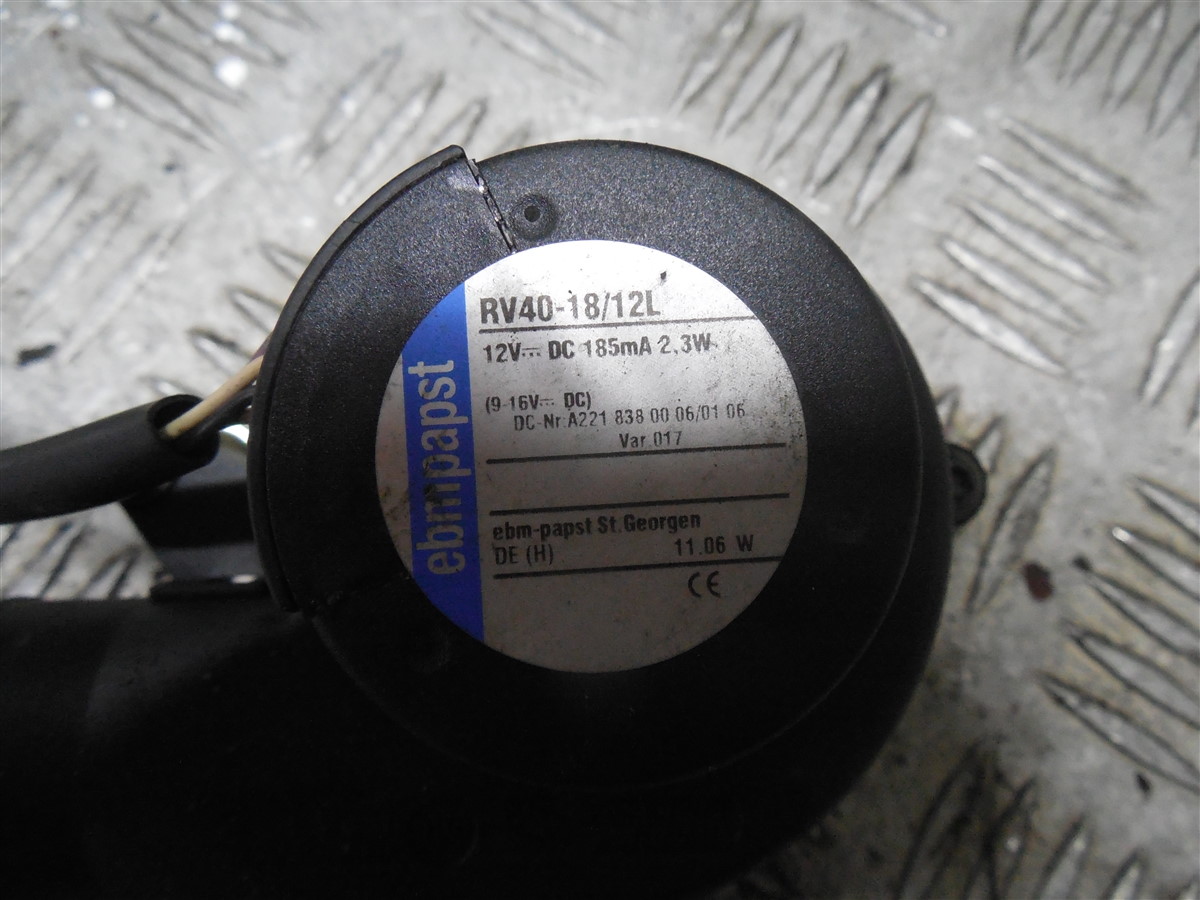 RV40-18/12L
12V⎓ DC 185mA 2,3W
(9-16V⎓ DC)
DC-Nr.A221 838 00 06/01 06
Var.017
ebm-papst St.Georgen
DE (H) 11.06 W
CE
ebmpapst